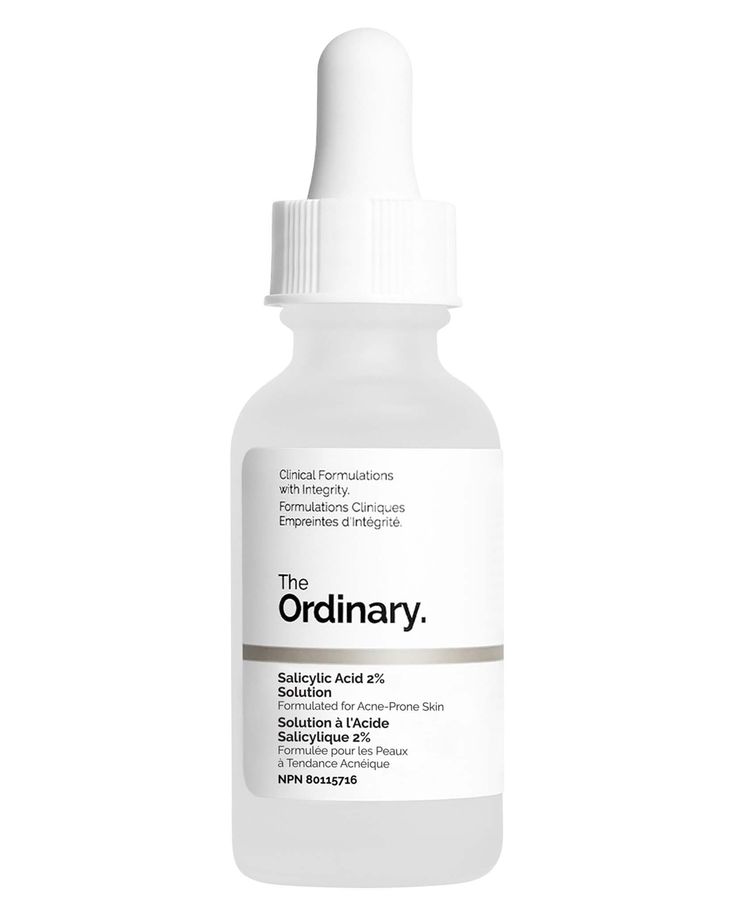 Clinical Formulations
with Integrity.
Formulations Cliniques
Empreintes d'Intégrité.
The
Ordinary.
Salicylic Acid 2%
Solution
Formulated for Acne-Prone Skin
Solution à l'Acide
Salicylique 2%
Formulée pour les Peaux
à Tendance Acnéique
NPN 80115716